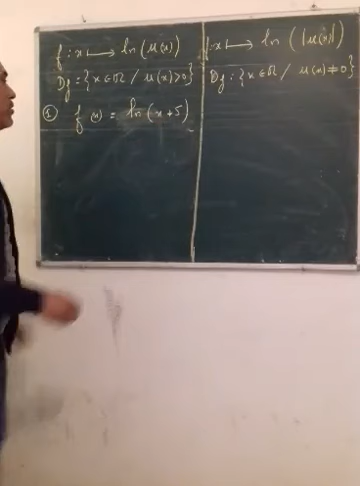 f : x ⟼ ln (u(x))
Df = {x ∈ ℝ / u(x) > 0}
① f(x) = ln (x+5)
f : x ⟼ ln (|u(x)|)
Df : {x ∈ ℝ / u(x) ≠ 0}